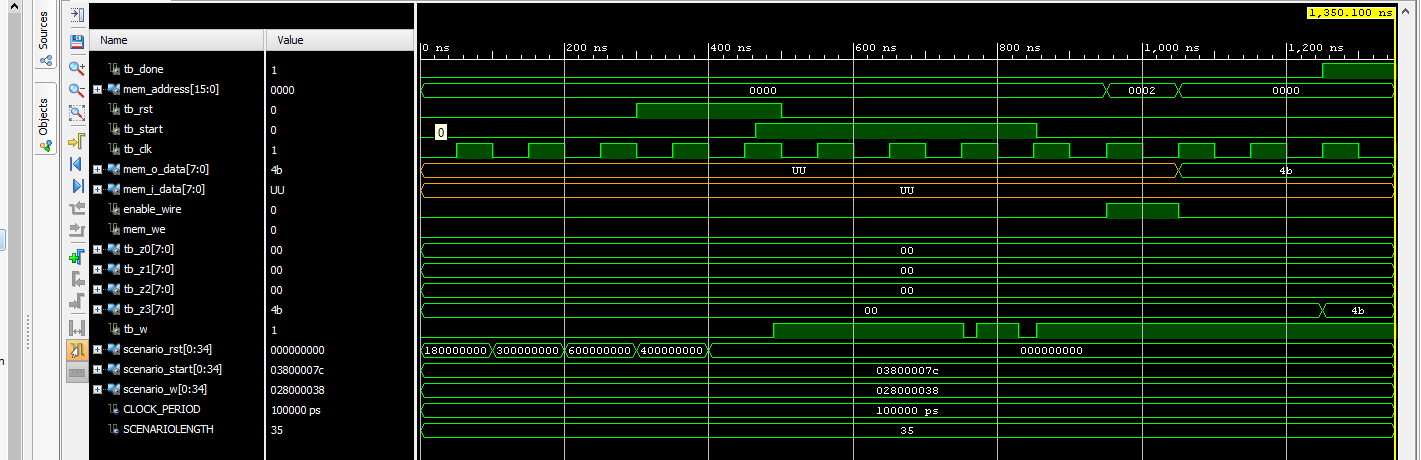 Sources
Objects
1,350.100 ns
Name Value
0 ns 200 ns 400 ns 600 ns 800 ns 1,000 ns 1,200 ns
tb_done 1
mem_address[15:0] 0000 0000 0002 0000
tb_rst 0
tb_start 0 0
tb_clk 1
mem_o_data[7:0] 4b UU 4b
mem_i_data[7:0] UU UU
enable_wire 0
mem_we 0
tb_z0[7:0] 00 00
tb_z1[7:0] 00 00
tb_z2[7:0] 00 00
tb_z3[7:0] 4b 00 4b
tb_w 1
scenario_rst[0:34] 000000000 180000000 300000000 600000000 400000000 000000000
scenario_start[0:34] 03800007c 03800007c
scenario_w[0:34] 028000038 028000038
CLOCK_PERIOD 100000 ps 100000 ps
SCENARIOLENGTH 35 35